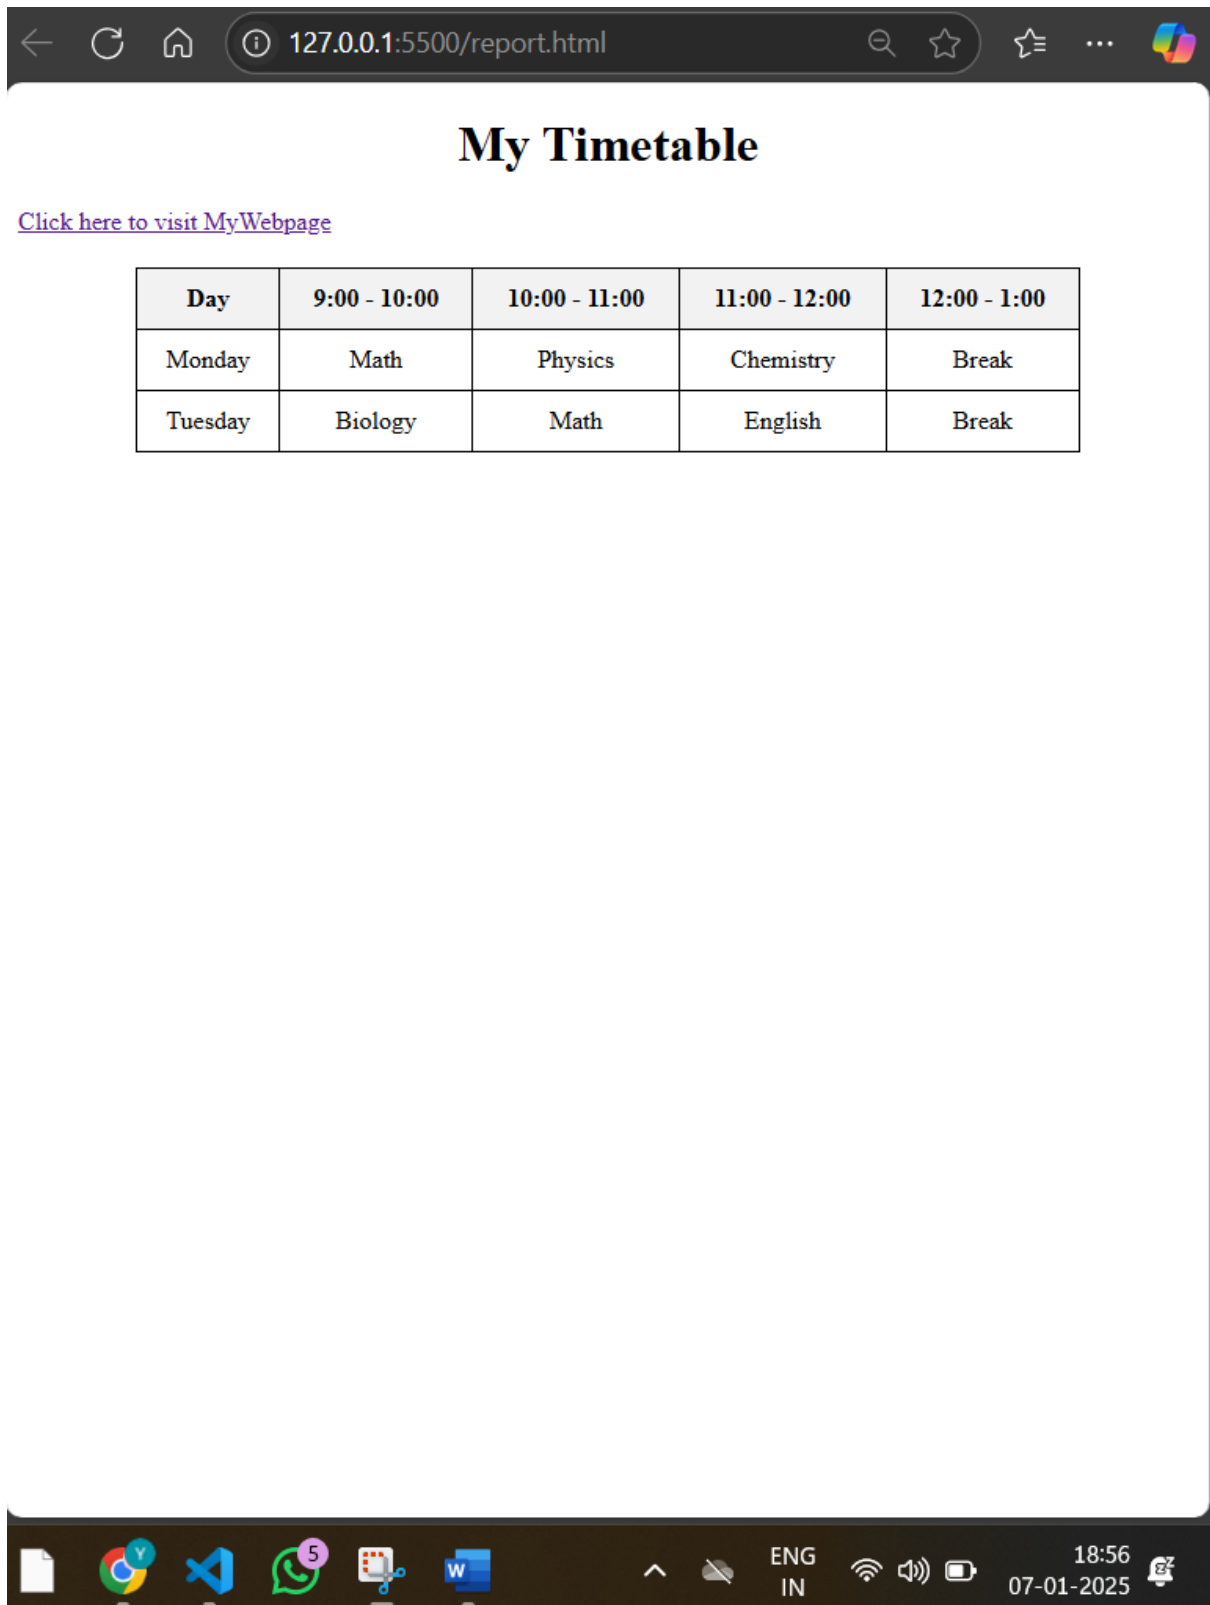 127.0.0.1:5500/report.html
My Timetable
Click here to visit MyWebpage
Day 9:00 - 10:00 10:00 - 11:00 11:00 - 12:00 12:00 - 1:00
Monday Math Physics Chemistry Break
Tuesday Biology Math English Break
Y
5
W
ENG
IN
18:56
07-01-2025